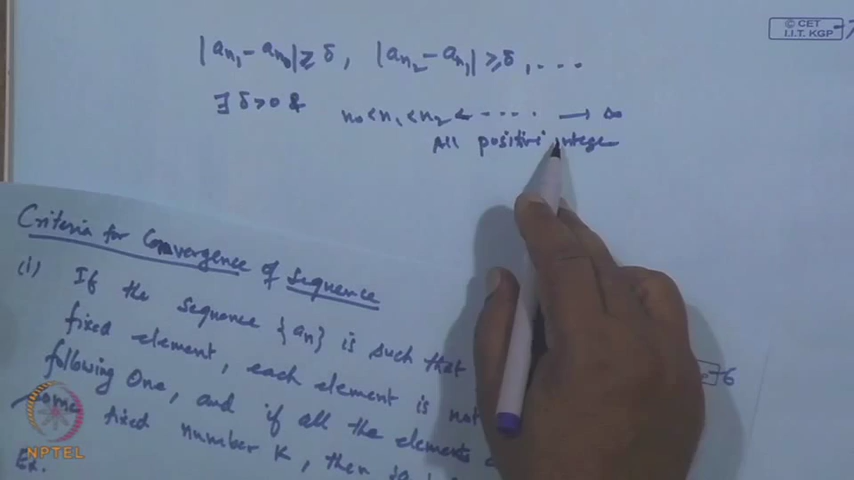 © CET
I.I.T. KGP
|an₁ - an₀| ≥ δ, |an₂ - an₁| ≥ δ, ....
∃ δ>0 & n₀ < n₁ < n₂ < ---- → ∞
All positive integer
Criteria for Convergence of Sequence
(i) If the sequence {an} is such that
fixed element, each element is not
following One, and if all the elements
some fixed number K, then
Ex.
NPTEL